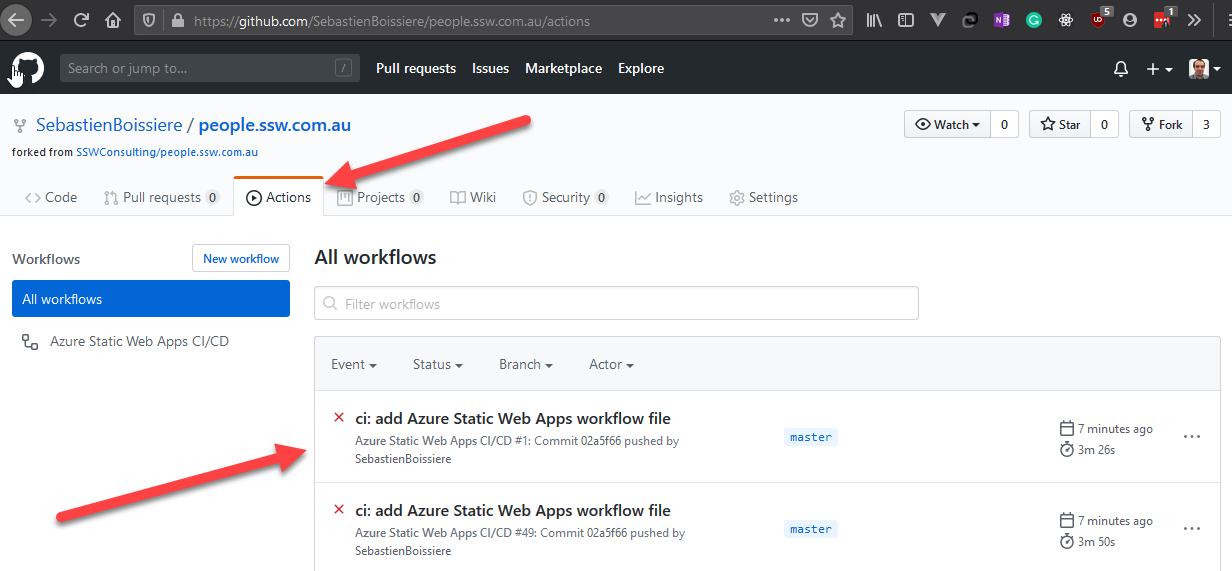 https://github.com/SebastienBoissiere/people.ssw.com.au/actions
5
1
Search or jump to...
/
Pull requests
Issues
Marketplace
Explore
SebastienBoissiere / people.ssw.com.au
Watch
0
Star
0
Fork
3
forked from SSWConsulting/people.ssw.com.au
Code
Pull requests 0
Actions
Projects 0
Wiki
Security 0
Insights
Settings
Workflows
New workflow
All workflows
Azure Static Web Apps CI/CD
All workflows
Filter workflows
Event
Status
Branch
Actor
ci: add Azure Static Web Apps workflow file
Azure Static Web Apps CI/CD #1: Commit 02a5f66 pushed by
SebastienBoissiere
master
7 minutes ago
3m 26s
ci: add Azure Static Web Apps workflow file
Azure Static Web Apps CI/CD #49: Commit 02a5f66 pushed by
SebastienBoissiere
master
7 minutes ago
3m 50s